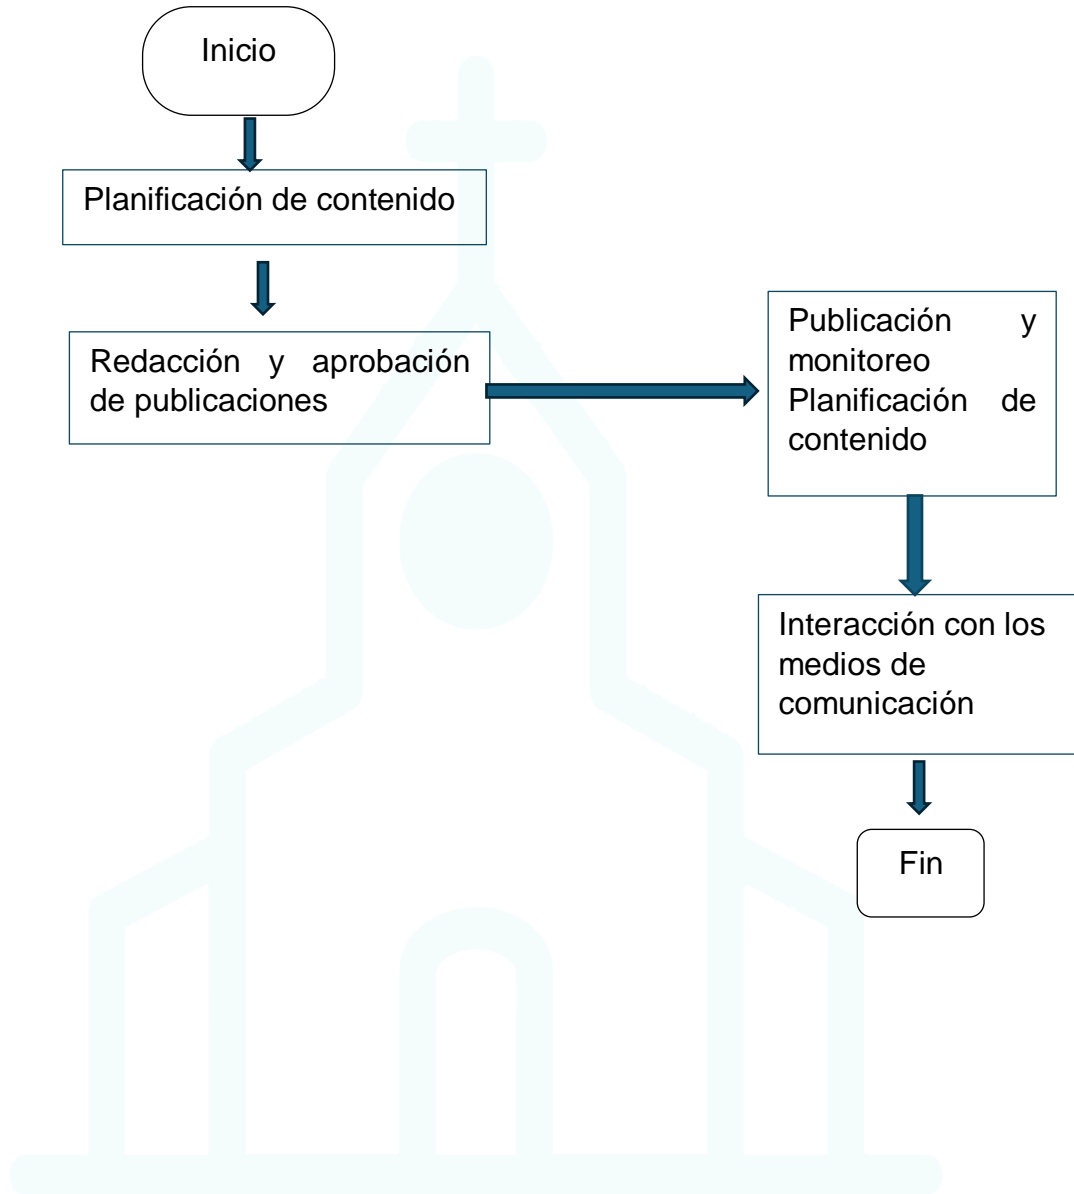 Inicio
Planificación de contenido
Redacción y aprobación
de publicaciones
Publicación y
monitoreo
Planificación de
contenido
Interacción con los
medios de
comunicación
Fin